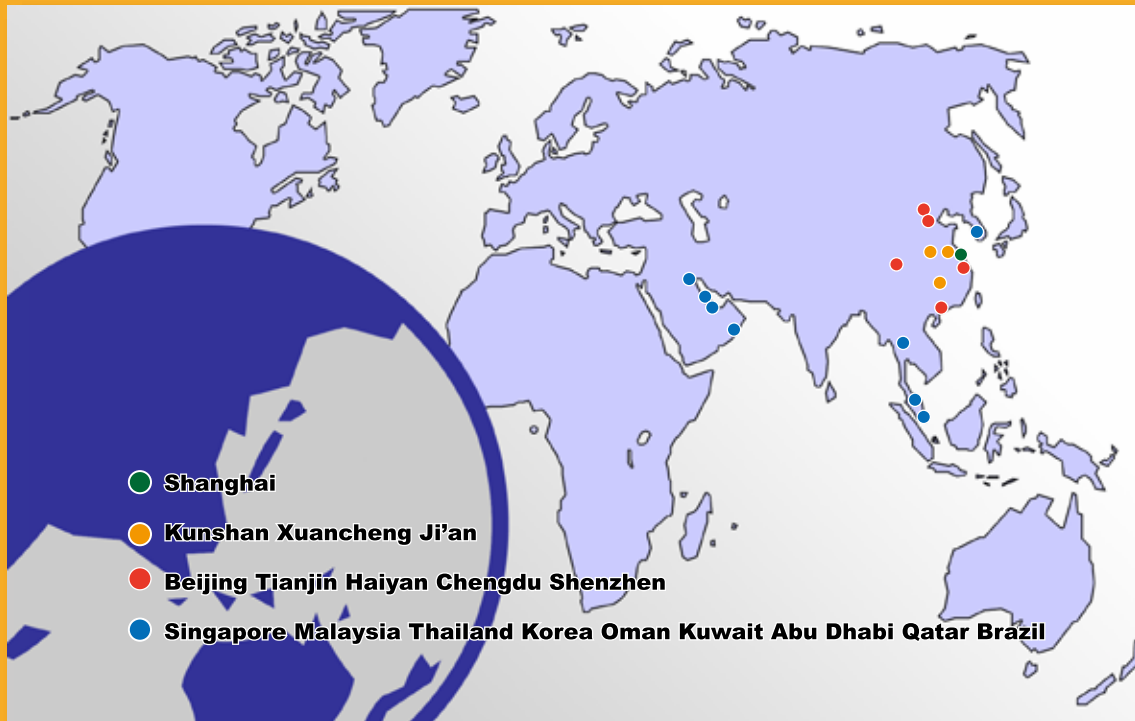 Shanghai
Kunshan Xuancheng Ji’an
Beijing Tianjin Haiyan Chengdu Shenzhen
Singapore Malaysia Thailand Korea Oman Kuwait Abu Dhabi Qatar Brazil